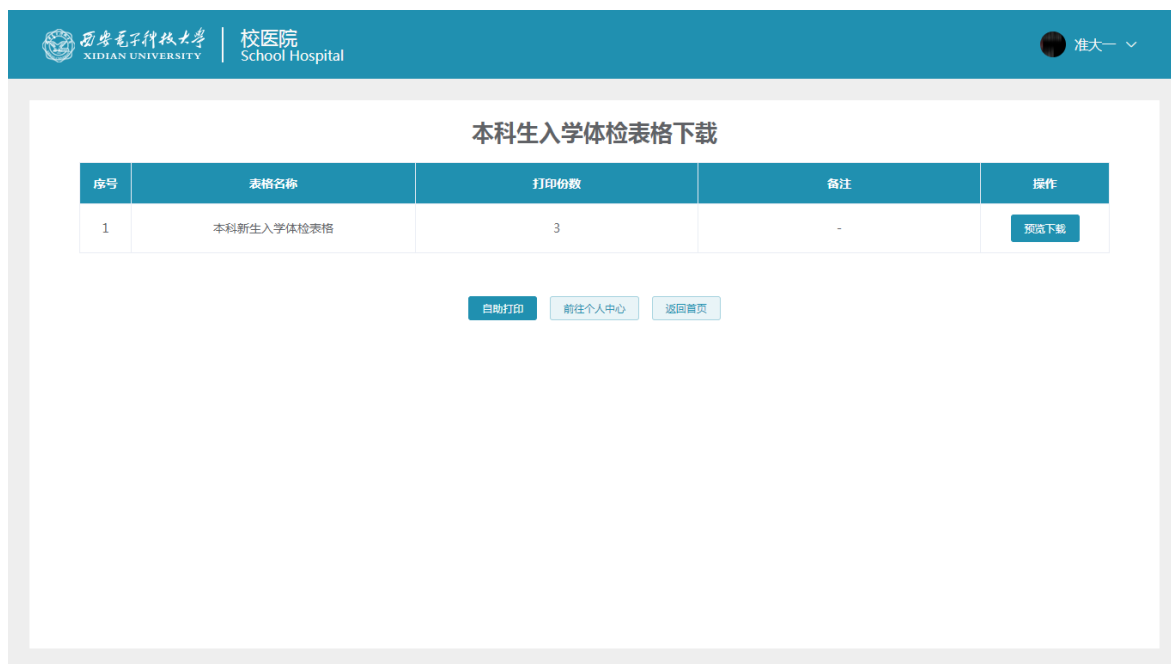 西安电子科技大学
XIDIAN UNIVERSITY
校医院
School Hospital
准大一
本科生入学体检表格下载
序号 表格名称 打印份数 备注 操作
1 本科新生入学体检表格 3 - 预览下载
自助打印 前往个人中心 返回首页